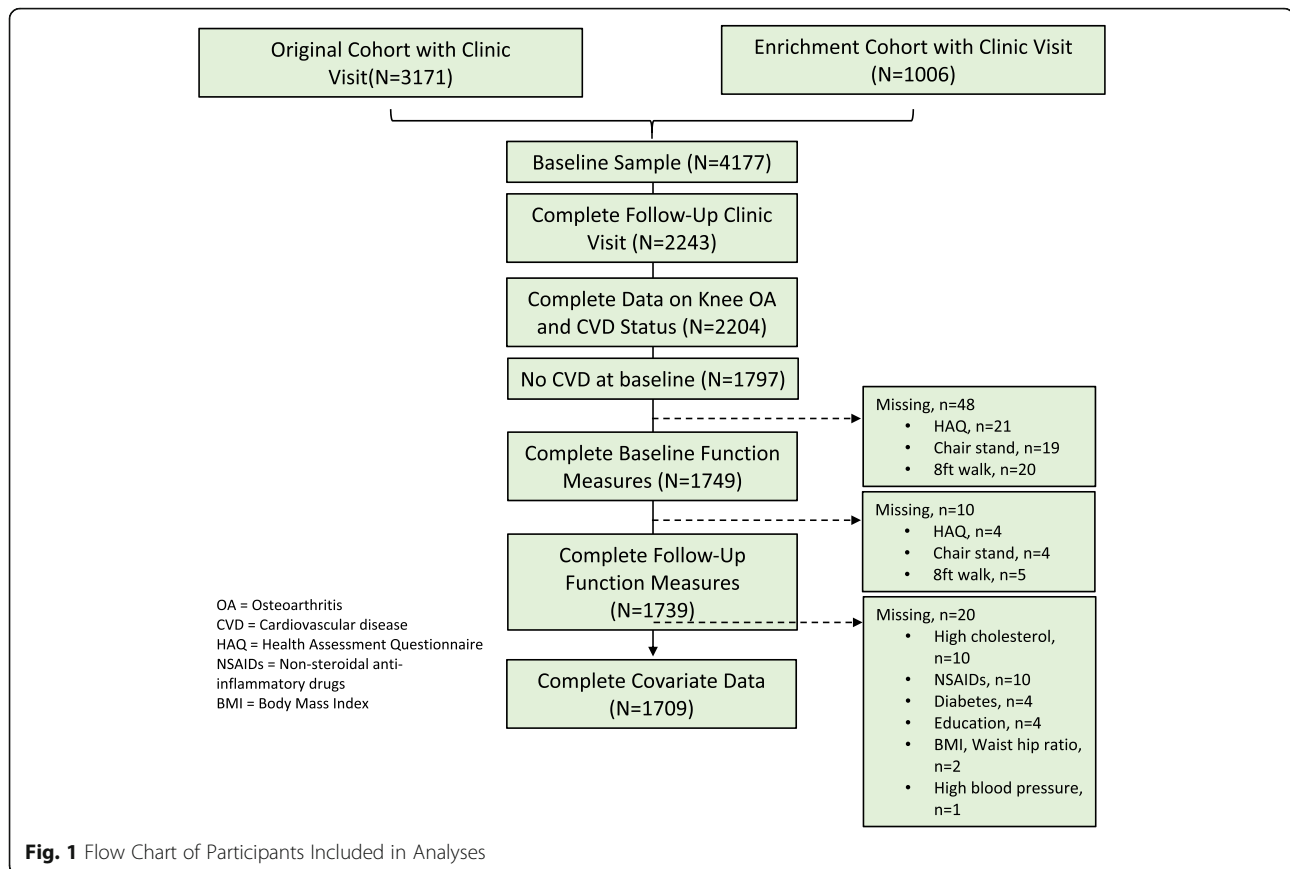 Original Cohort with Clinic
Visit(N=3171)
Enrichment Cohort with Clinic Visit
(N=1006)
Baseline Sample (N=4177)
Complete Follow-Up Clinic
Visit (N=2243)
Complete Data on Knee OA
and CVD Status (N=2204)
No CVD at baseline (N=1797)
Missing, n=48
• HAQ, n=21
• Chair stand, n=19
• 8ft walk, n=20
Complete Baseline Function
Measures (N=1749)
Missing, n=10
• HAQ, n=4
• Chair stand, n=4
• 8ft walk, n=5
Complete Follow-Up
Function Measures
(N=1739)
Missing, n=20
• High cholesterol,
n=10
• NSAIDs, n=10
• Diabetes, n=4
• Education, n=4
• BMI, Waist hip ratio,
n=2
• High blood pressure,
n=1
Complete Covariate Data
(N=1709)
OA = Osteoarthritis
CVD = Cardiovascular disease
HAQ = Health Assessment Questionnaire
NSAIDs = Non-steroidal anti-
inflammatory drugs
BMI = Body Mass Index
Fig. 1 Flow Chart of Participants Included in Analyses